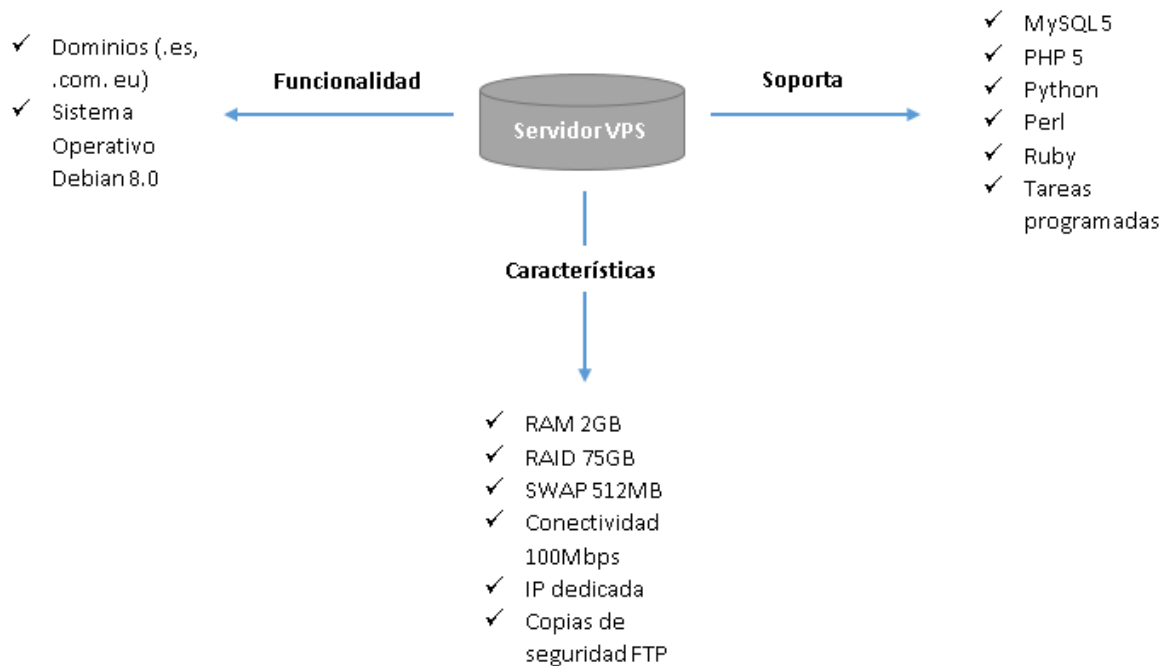 Dominios (.es,
.com. eu)
Sistema
Operativo
Debian 8.0
Funcionalidad
Servidor VPS
Soporta
MySQL 5
PHP 5
Python
Perl
Ruby
Tareas
programadas
Característícas
RAM 2GB
RAID 75GB
SWAP 512MB
Conectividad
100Mbps
IP dedicada
Copias de
seguridad FTP